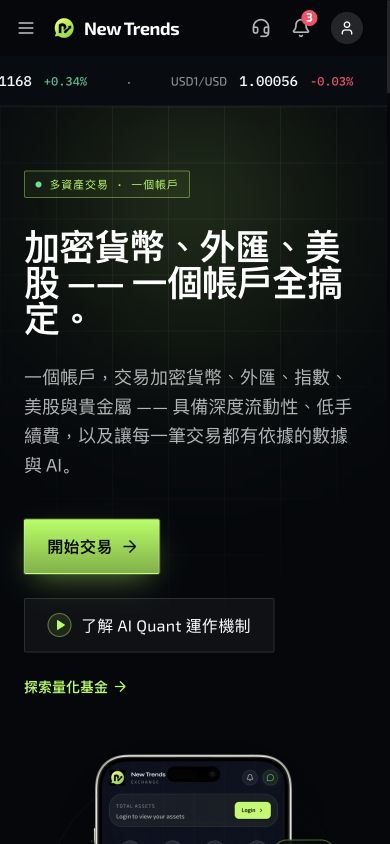 New Trends
3
1168 +0.34% · USD1/USD 1.00056 -0.03%
多資產交易 · 一個帳戶
加密貨幣、外匯、美
股 —— 一個帳戶全搞
定。
一個帳戶，交易加密貨幣、外匯、指數、
美股與貴金屬 —— 具備深度流動性、低手
續費，以及讓每一筆交易都有依據的數據
與 AI。
開始交易 →
了解 AI Quant 運作機制
探索量化基金 →
New Trends
EXCHANGE
TOTAL ASSETS
Login to view your assets
Login >